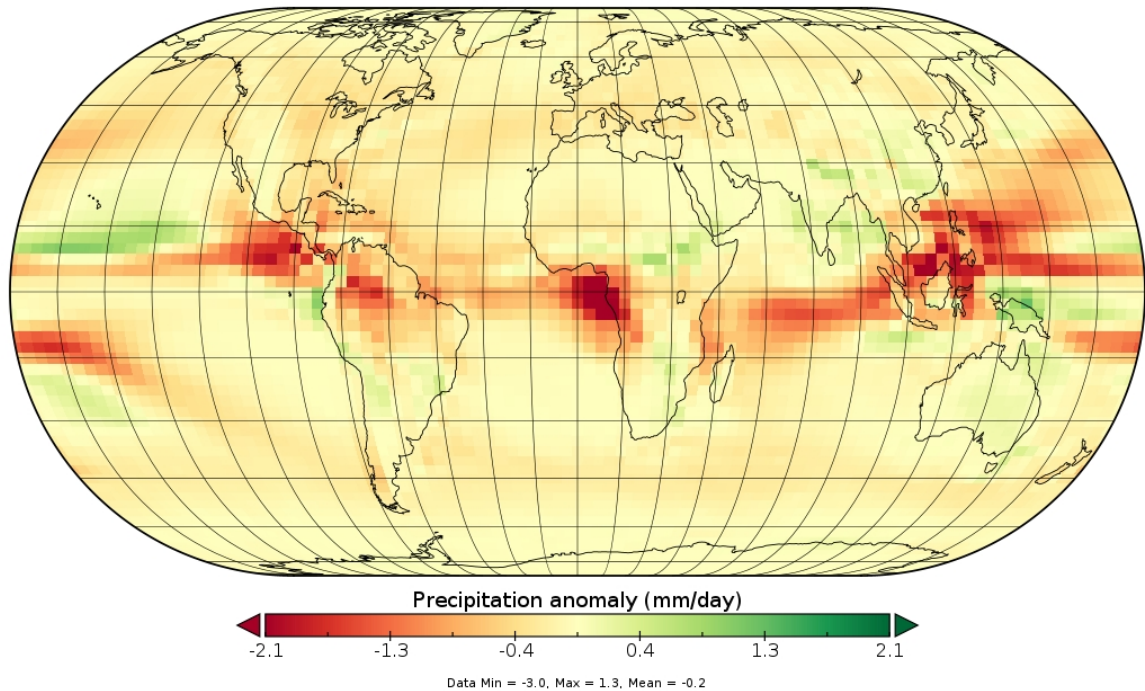 Precipitation anomaly (mm/day)
-2.1 -1.3 -0.4 0.4 1.3 2.1
Data Min = -3.0, Max = 1.3, Mean = -0.2